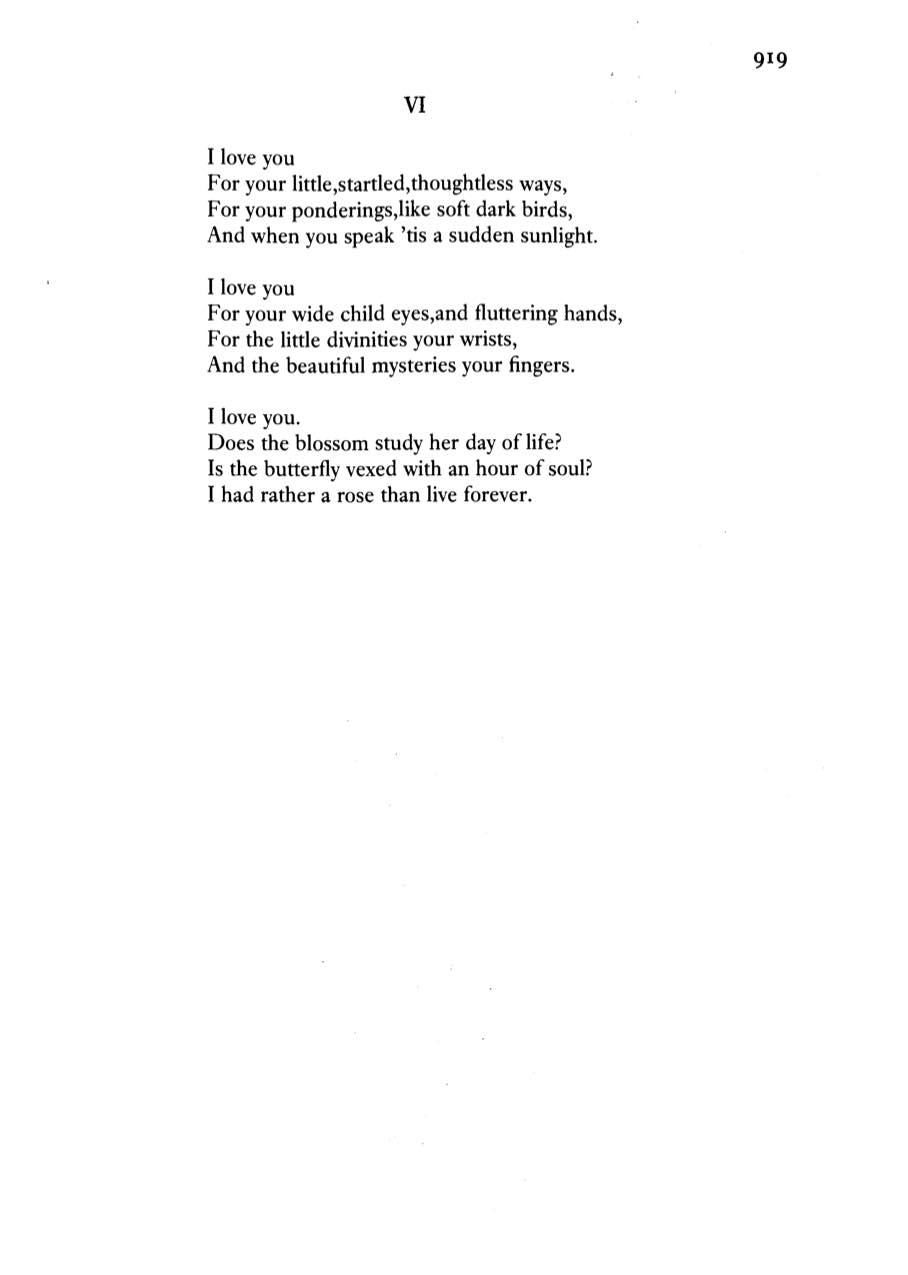 919
VI
I love you
For your little,startled,thoughtless ways,
For your ponderings,like soft dark birds,
And when you speak ’tis a sudden sunlight.
I love you
For your wide child eyes,and fluttering hands,
For the little divinities your wrists,
And the beautiful mysteries your fingers.
I love you.
Does the blossom study her day of life?
Is the butterfly vexed with an hour of soul?
I had rather a rose than live forever.